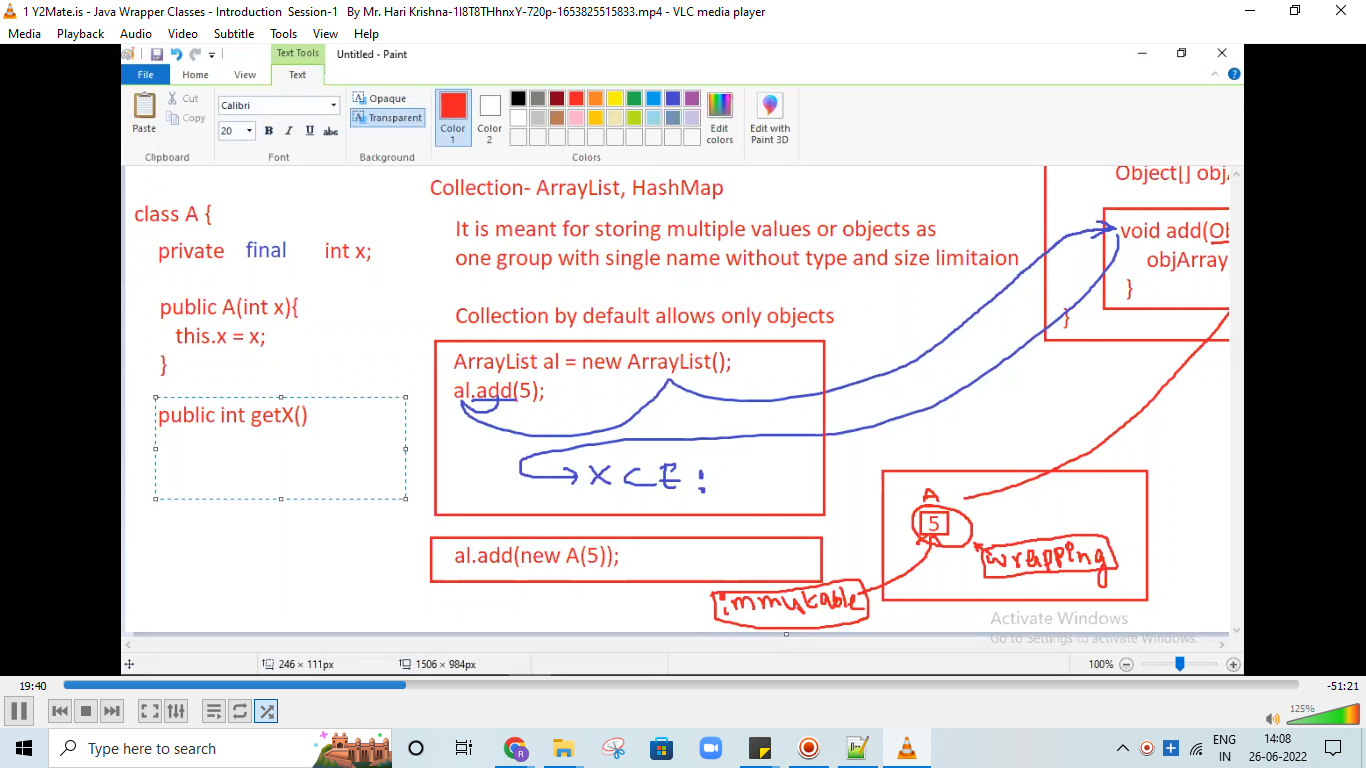 1 Y2Mate.is - Java Wrapper Classes - Introduction Session-1 By Mr. Hari Krishna-1I8T8THhnxY-720p-1653825515833.mp4 - VLC media player
Media Playback Audio Video Subtitle Tools View Help
Text Tools Untitled - Paint
File Home View Text
Paste Cut Copy
Calibri
20 B I U abc
Opaque
Transparent
Color 1
Color 2
Edit colors
Edit with Paint 3D
Clipboard Font Background Colors
class A {
private final int x;
public A(int x){
this.x = x;
}
public int getX()
Collection- ArrayList, HashMap
It is meant for storing multiple values or objects as
one group with single name without type and size limitaion
Collection by default allows only objects
ArrayList al = new ArrayList();
al.add(5);
X CE :
al.add(new A(5));
Object[] objA
void add(Ob
objArray
}
}
A
5
wrapping
immutable
Activate Windows
Go to Settings to activate Windows.
246 × 111px 1506 × 984px 100%
19:40 -51:21
125%
Type here to search
ENG
IN
14:08
26-06-2022